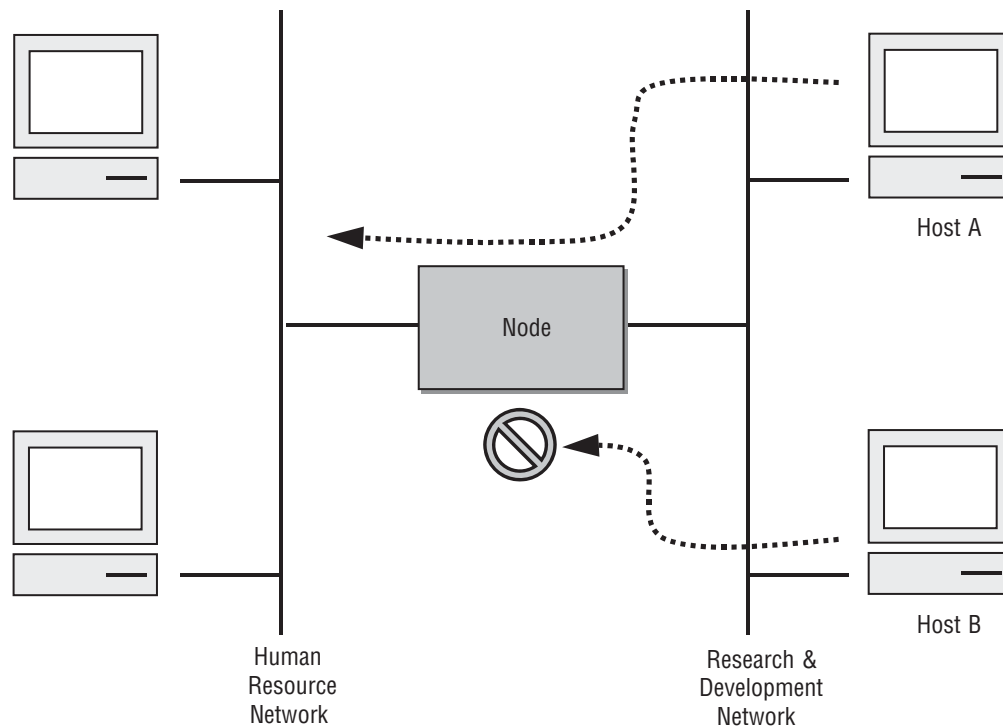 Host A
Node
Host B
Human
Resource
Network
Research &
Development
Network